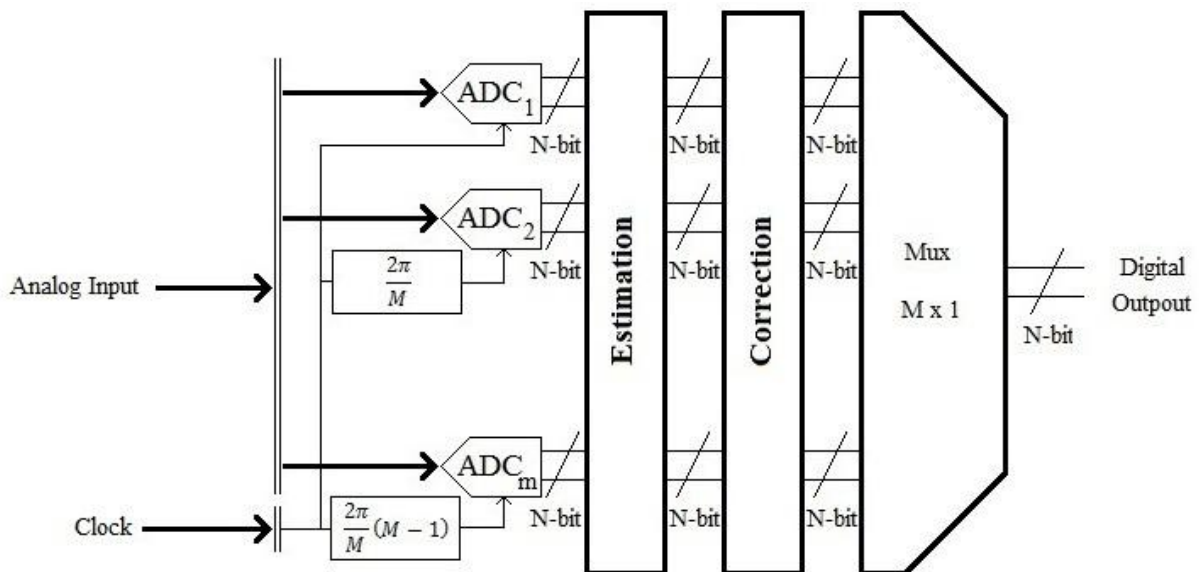 ADC1
N-bit
N-bit
N-bit
ADC2
2π/M
N-bit
N-bit
N-bit
Analog Input
Estimation
Correction
Mux
M x 1
Digital
Outpout
N-bit
ADCm
2π/M (M − 1)
N-bit
N-bit
N-bit
Clock